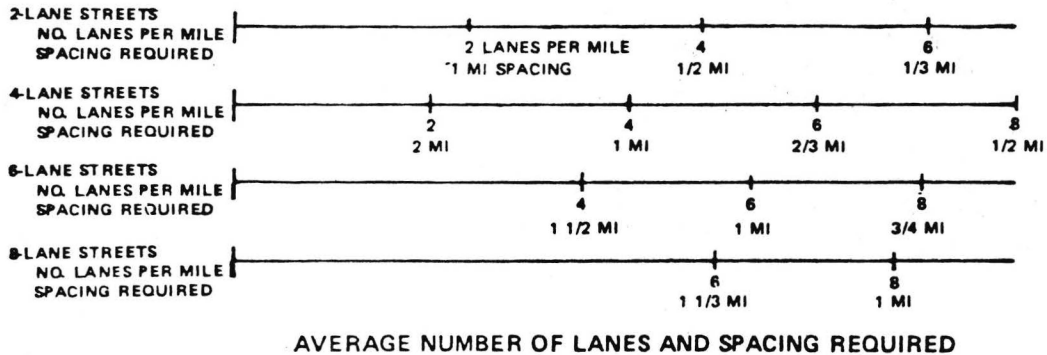 2-LANE STREETS
NO. LANES PER MILE
SPACING REQUIRED
2 LANES PER MILE 4 6
1 MI SPACING 1/2 MI 1/3 MI
4-LANE STREETS
NO. LANES PER MILE
SPACING REQUIRED
2 4 6 8
2 MI 1 MI 2/3 MI 1/2 MI
6-LANE STREETS
NO. LANES PER MILE
SPACING REQUIRED
4 6 8
1 1/2 MI 1 MI 3/4 MI
8-LANE STREETS
NO. LANES PER MILE
SPACING REQUIRED
6 8
1 1/3 MI 1 MI
AVERAGE NUMBER OF LANES AND SPACING REQUIRED